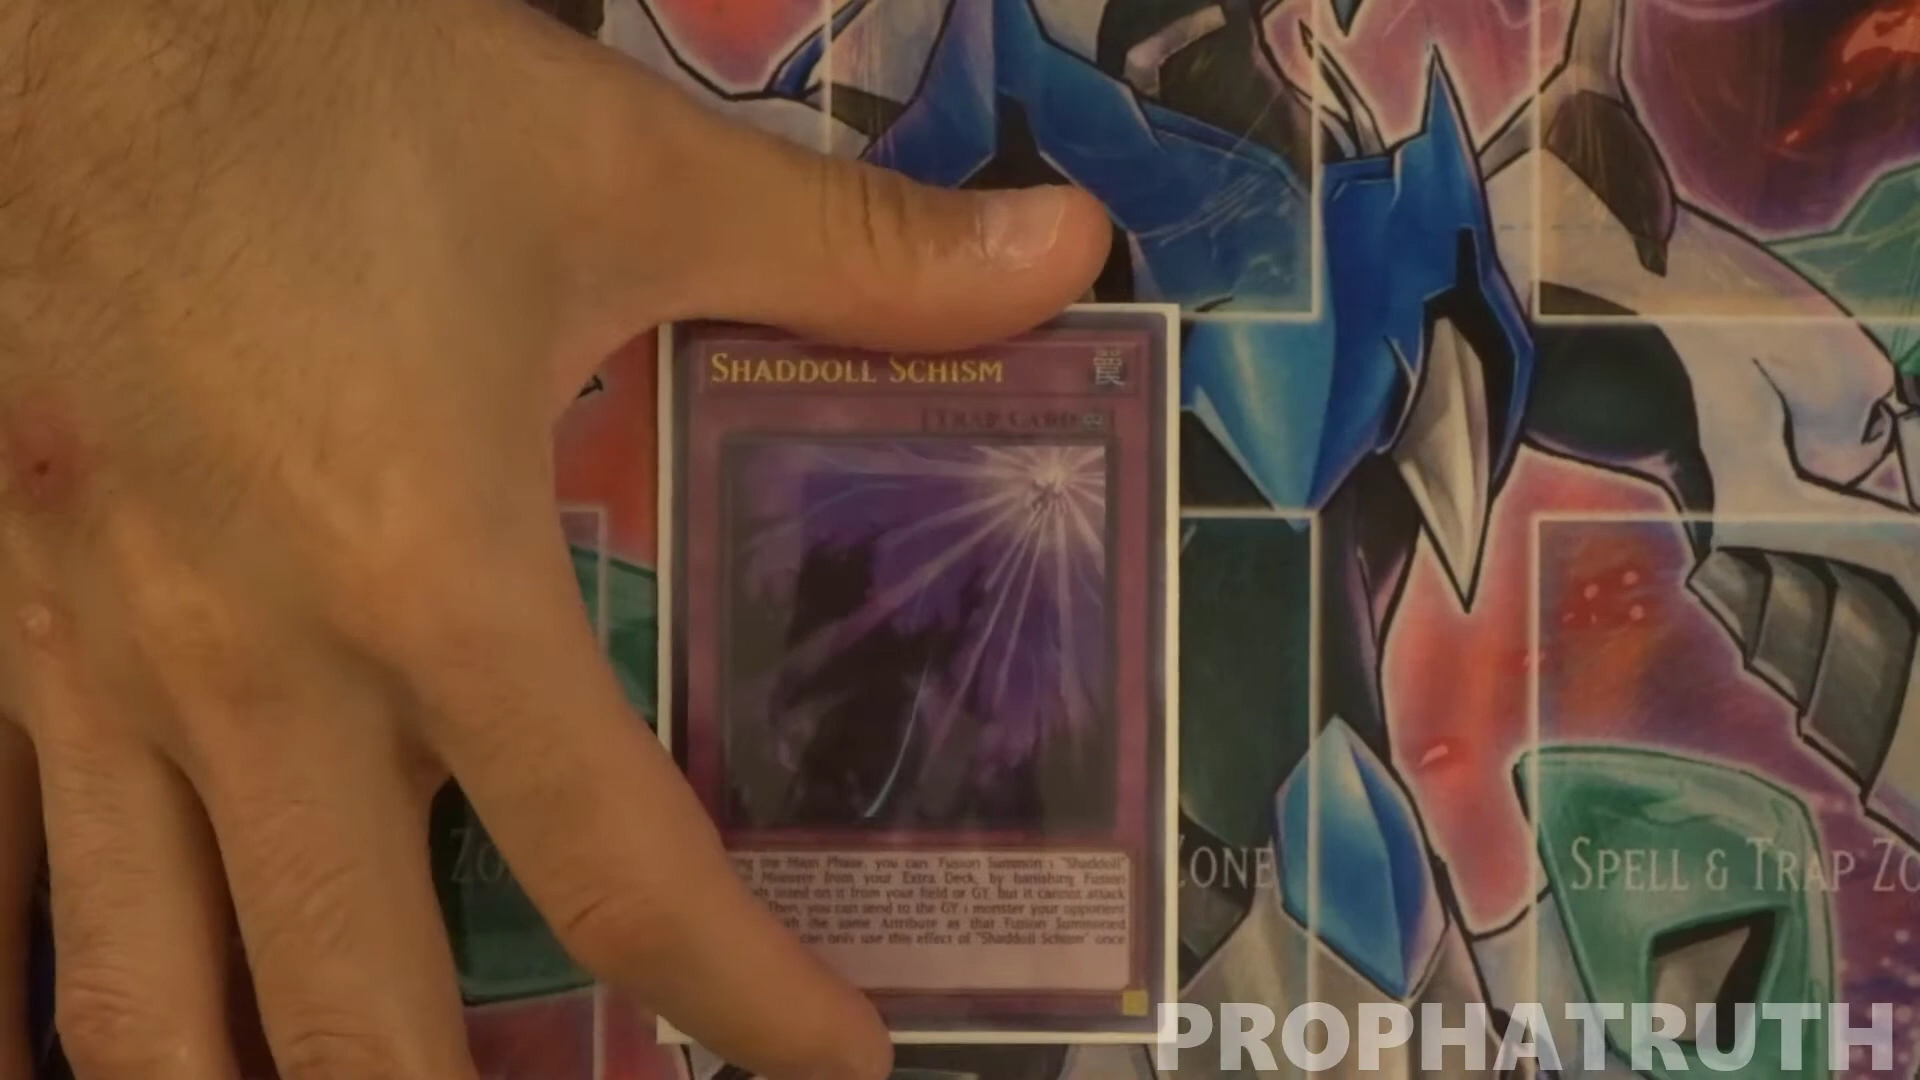 SHADDOLL SCHISM
罠
[TRAP CARD ]
the Main Phase, you can Fusion Summon 1 "Shaddoll"
Monster from your Extra Deck, by banishing Fusion
listed on it from your field or GY, but it cannot attack
Then, you can send to the GY 1 monster your opponent
the same Attribute as that Fusion Summoned
can only use this effect of "Shaddoll Schism" once
ZONE
SPELL & TRAP ZO
PROPHATRUTH